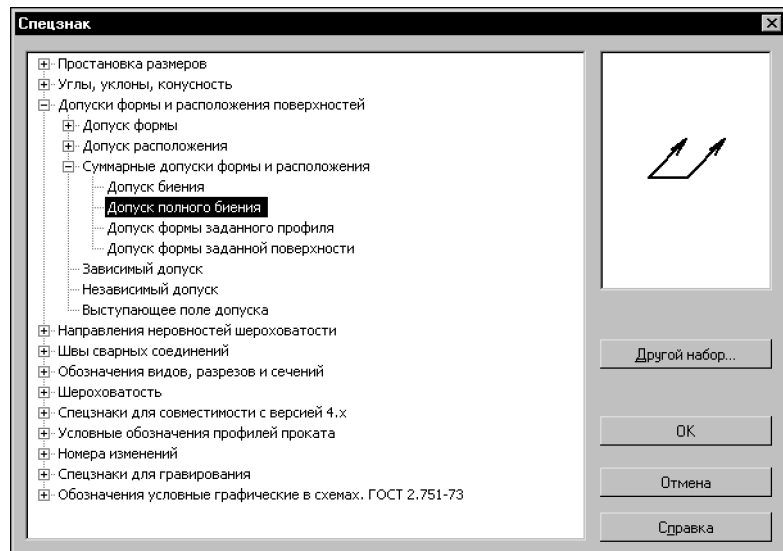 Спецзнак
Простановка размеров
Углы, уклоны, конусность
Допуски формы и расположения поверхностей
Допуск формы
Допуск расположения
Суммарные допуски формы и расположения
Допуск биения
Допуск полного биения
Допуск формы заданного профиля
Допуск формы заданной поверхности
Зависимый допуск
Независимый допуск
Выступающее поле допуска
Направления неровностей шероховатости
Швы сварных соединений
Обозначения видов, разрезов и сечений
Шероховатость
Спецзнаки для совместимости с версией 4.x
Условные обозначения профилей проката
Номера изменений
Спецзнаки для гравирования
Обозначения условные графические в схемах. ГОСТ 2.751-73
Другой набор...
OK
Отмена
Справка